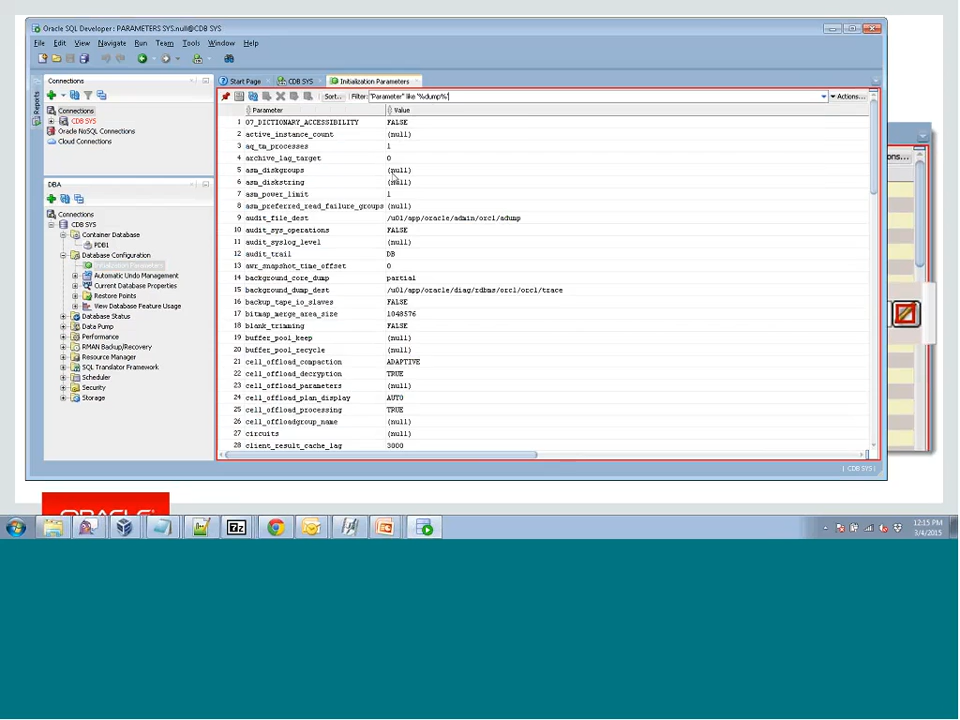 Oracle SQL Developer : PARAMETERS SYS.null@CDB SYS
File Edit View Navigate Run Team Tools Window Help
Connections
Connections
CDB SYS
Oracle NoSQL Connections
Cloud Connections
Reports
DBA
Connections
CDB SYS
Container Database
PDB1
Database Configuration
Automatic Undo Management
Current Database Properties
Restore Points
View Database Feature Usage
Database Status
Data Pump
Performance
RMAN Backup/Recovery
Resource Manager
SQL Translator Framework
Scheduler
Security
Storage
Start Page CDB SYS Initialization Parameters
Sort.. Filter: "Parameter" like '%dump%' Actions...
Parameter Value
1 O7_DICTIONARY_ACCESSIBILITY FALSE
2 active_instance_count (null)
3 aq_tm_processes 1
4 archive_lag_target 0
5 asm_diskgroups (null)
6 asm_diskstring (null)
7 asm_power_limit 1
8 asm_preferred_read_failure_groups (null)
9 audit_file_dest /u01/app/oracle/admin/orcl/adump
10 audit_sys_operations FALSE
11 audit_syslog_level (null)
12 audit_trail DB
13 awr_snapshot_time_offset 0
14 background_core_dump partial
15 background_dump_dest /u01/app/oracle/diag/rdbms/orcl/orcl/trace
16 backup_tape_io_slaves FALSE
17 bitmap_merge_area_size 1048576
18 blank_trimming FALSE
19 buffer_pool_keep (null)
20 buffer_pool_recycle (null)
21 cell_offload_compaction ADAPTIVE
22 cell_offload_decryption TRUE
23 cell_offload_parameters (null)
24 cell_offload_plan_display AUTO
25 cell_offload_processing TRUE
26 cell_offloadgroup_name (null)
27 circuits (null)
28 client_result_cache_lag 3000
CDB SYS
ORACLE
7z
12:15 PM
3/4/2015